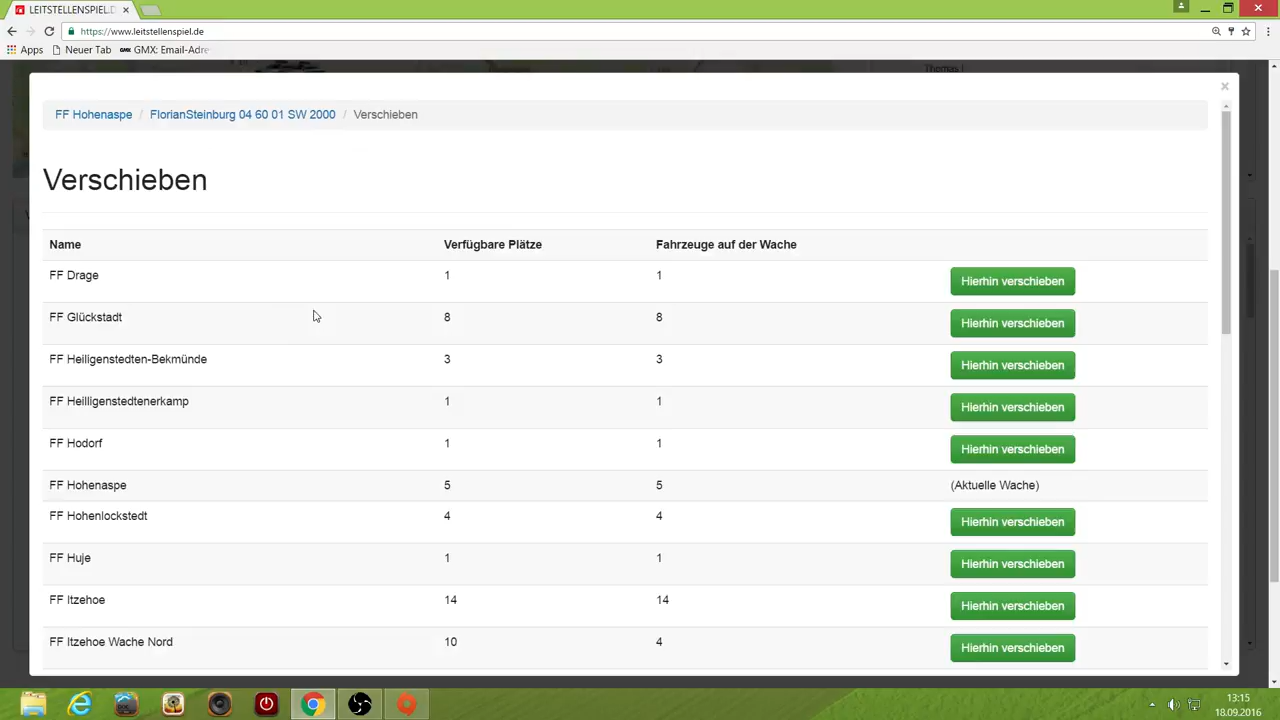 LEITSTELLENSPIEL.D
https://www.leitstellenspiel.de
Apps Neuer Tab GMX GMX: Email-Adre
FF Hohenaspe / FlorianSteinburg 04 60 01 SW 2000 / Verschieben
Verschieben
Name Verfügbare Plätze Fahrzeuge auf der Wache
FF Drage 1 1 Hierhin verschieben
FF Glückstadt 8 8 Hierhin verschieben
FF Heiligenstedten-Bekmünde 3 3 Hierhin verschieben
FF Heilligenstedtenerkamp 1 1 Hierhin verschieben
FF Hodorf 1 1 Hierhin verschieben
FF Hohenaspe 5 5 (Aktuelle Wache)
FF Hohenlockstedt 4 4 Hierhin verschieben
FF Huje 1 1 Hierhin verschieben
FF Itzehoe 14 14 Hierhin verschieben
FF Itzehoe Wache Nord 10 4 Hierhin verschieben
13:15
18.09.2016